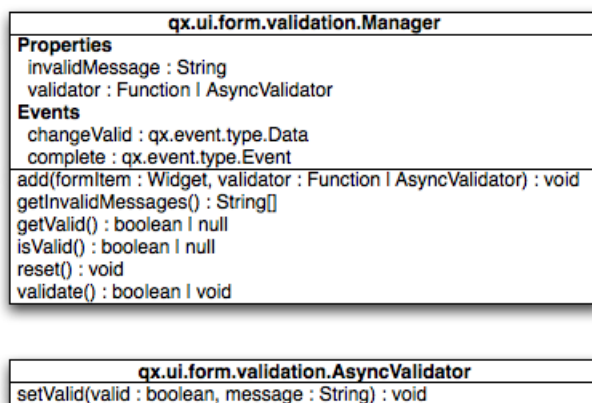 qx.ui.form.validation.Manager
Properties
invalidMessage : String
validator : Function | AsyncValidator
Events
changeValid : qx.event.type.Data
complete : qx.event.type.Event
add(formItem : Widget, validator : Function | AsyncValidator) : void
getInvalidMessages() : String[]
getValid() : boolean | null
isValid() : boolean | null
reset() : void
validate() : boolean | void
qx.ui.form.validation.AsyncValidator
setValid(valid : boolean, message : String) : void